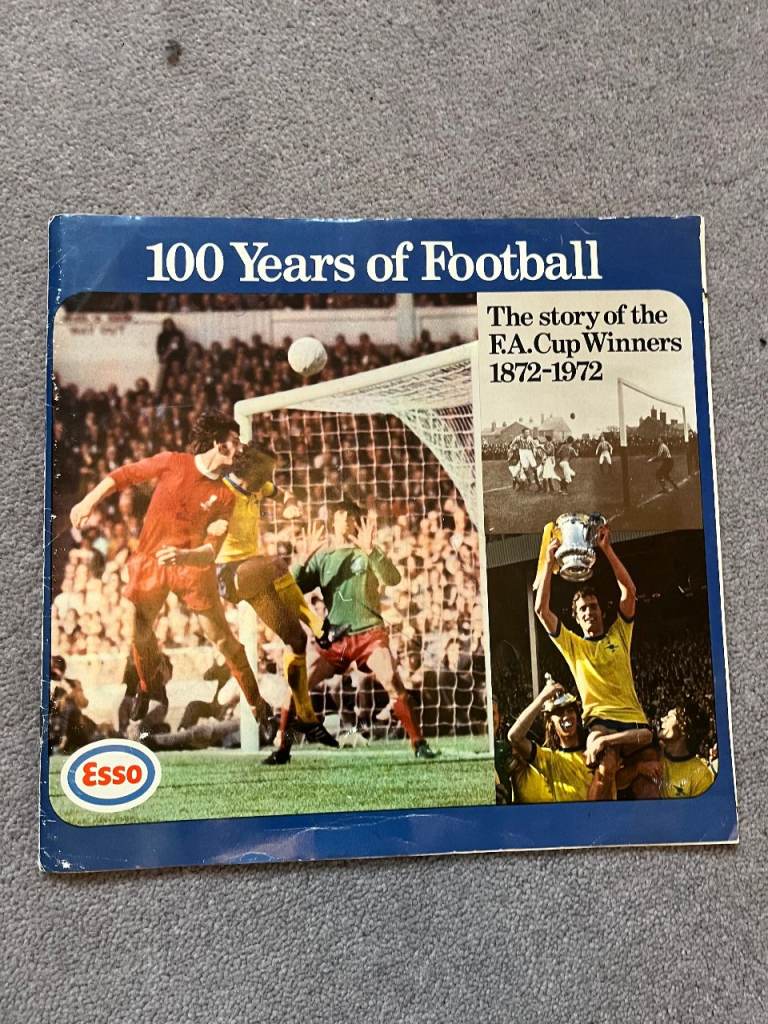 100 Years of Football
The story of the
F.A. Cup Winners
1872-1972
Esso